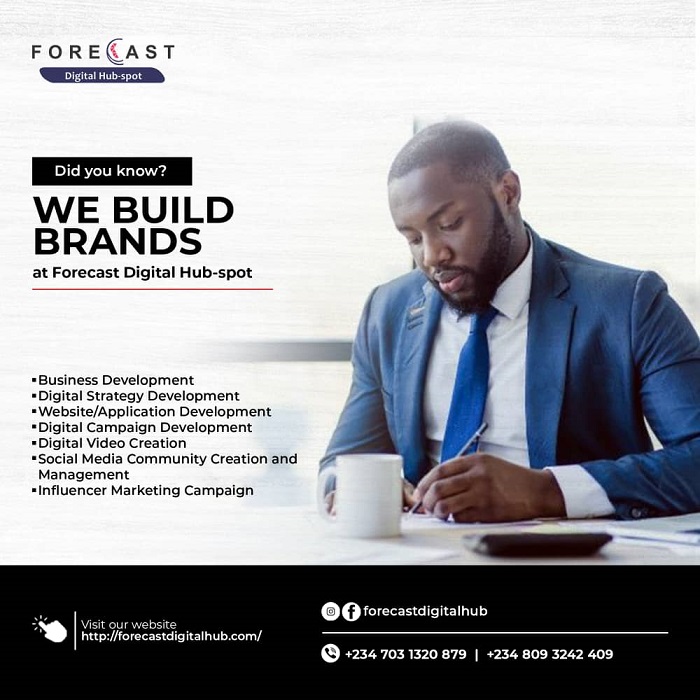 FORECAST
Digital Hub-spot
Did you know?
WE BUILD
BRANDS
at Forecast Digital Hub-spot
▪Business Development
▪Digital Strategy Development
▪Website/Application Development
▪Digital Campaign Development
▪Digital Video Creation
▪Social Media Community Creation and
Management
▪Influencer Marketing Campaign
Visit our website
http://forecastdigitalhub.com/
forecastdigitalhub
+234 703 1320 879 | +234 809 3242 409